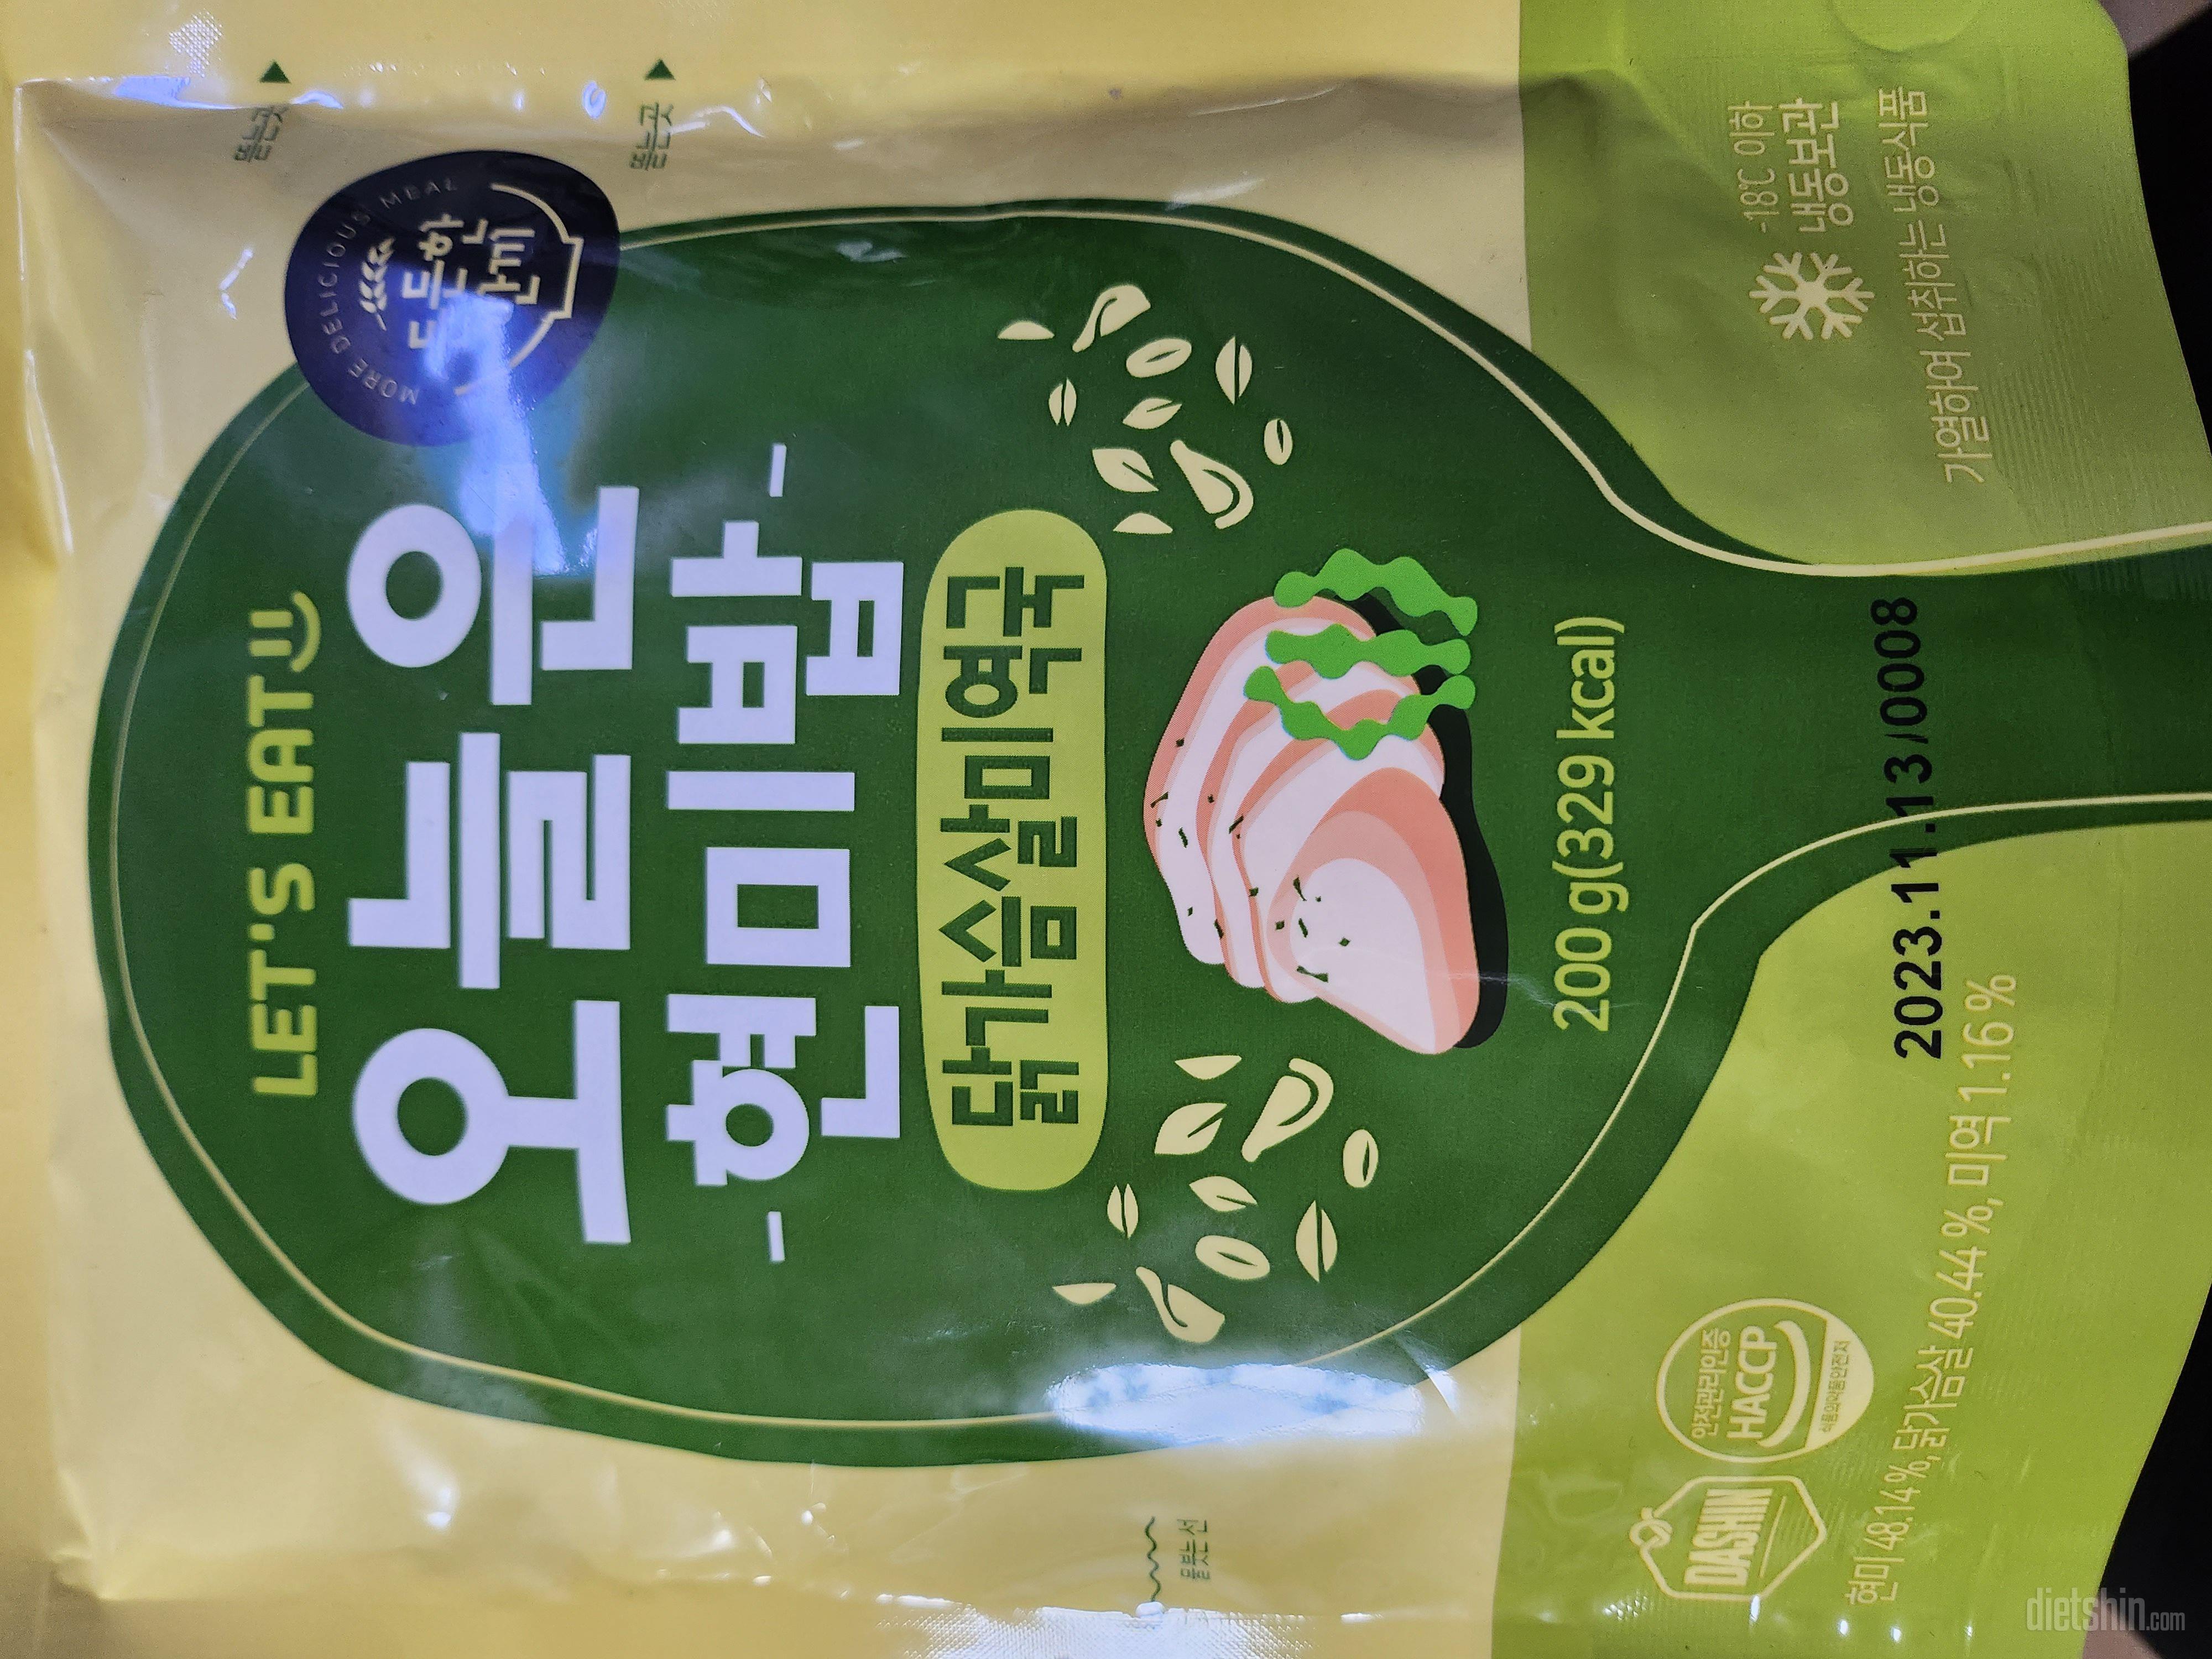 뜯는곳
뜯는곳
MORE DELICIOUS MEAL
든든한
한끼
LET'S EAT
오늘은
현미밥
닭가슴살미역국
200 g(329 kcal)
물붓는선
-18℃ 이하
냉동보관
가열하여 섭취하는 냉동식품
안전관리인증
HACCP
식품의약품안전처
DASHIN
2023.11.13/0008
현미 48.14 %, 닭가슴살 40.44 %, 미역 1.16 %
dietshin.com